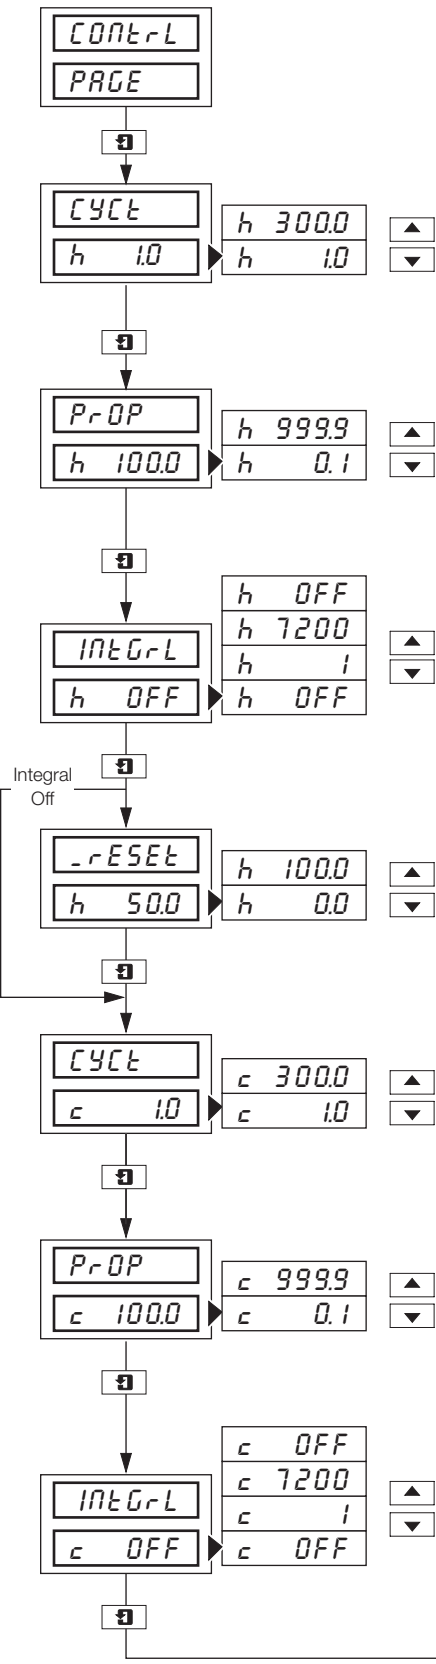 CONtrL
PAGE
CYCt
h 300.0
h 1.0
h 1.0
PrOP
h 999.9
h 100.0
h 0.1
h OFF
h 7200
INtGrL
h 1
h OFF
h OFF
Integral
Off
_rESEt
h 100.0
h 50.0
h 0.0
CYCt
c 300.0
c 1.0
c 1.0
PrOP
c 999.9
c 100.0
c 0.1
c OFF
c 7200
INtGrL
c 1
c OFF
c OFF